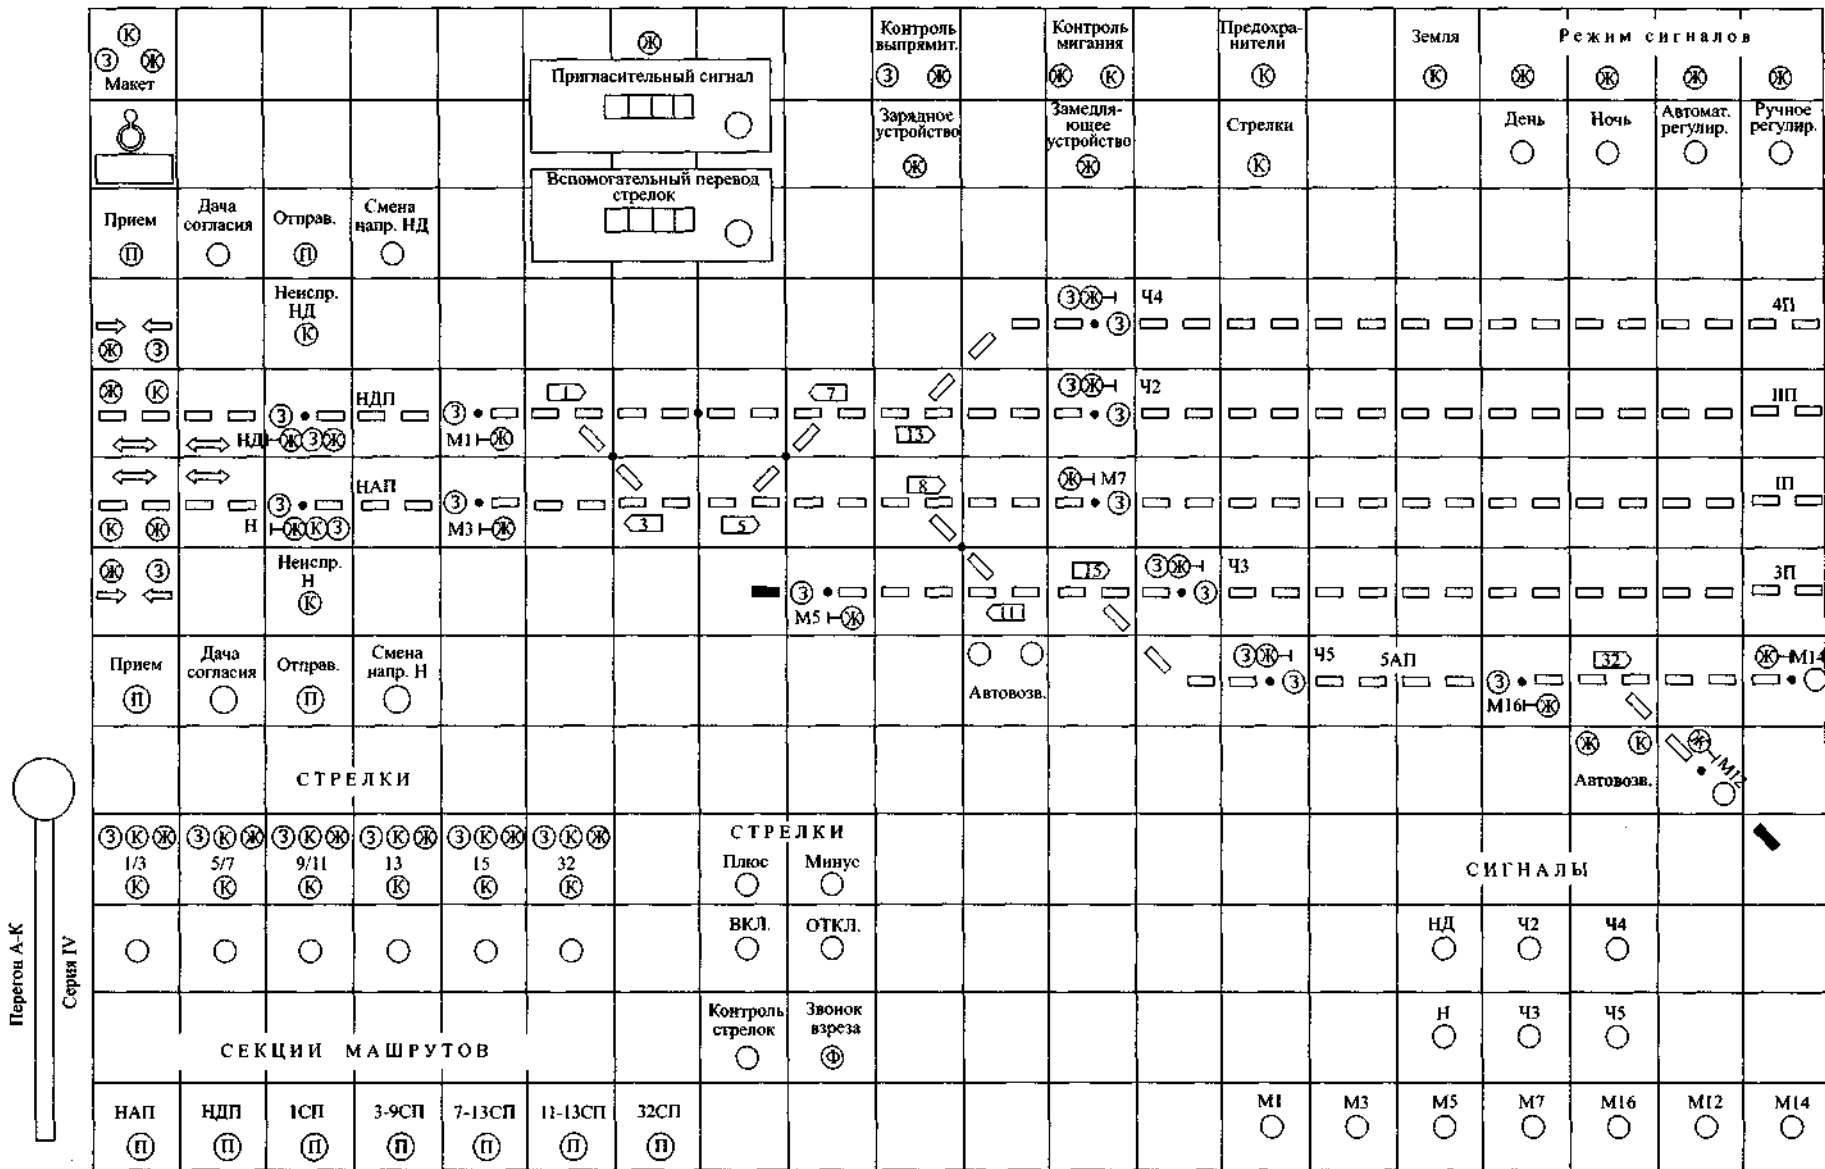 К
З Ж
Макет
Ж
Пригласительный сигнал
Контроль
выпрямит.
З Ж
Контроль
мигания
Ж К
Предохра-
нители
К
Земля
К
Режим сигналов
Ж Ж Ж Ж
Зарядное
устройство
Ж
Замедля-
ющее
устройство
Ж
Стрелки
К
День
Ночь
Автомат.
регулир.
Ручное
регулир.
Вспомогательный перевод
стрелок
Прием
П
Дача
согласия
Отправ.
П
Смена
напр. НД
Неиспр.
НД
К
Ж З
З Ж Ч4
З
4П
Ж К
З
НДП
НД Ж З Ж
З
М1 Ж
1
7
13
З Ж Ч2
З
IIП
К Ж
З
НАП
Н Ж К З
З
М3 Ж
3
5
8
Ж М7
З
IП
Ж З
Неиспр.
Н
К
З
М5 Ж
11
15
З Ж Ч3
З
3П
Прием
П
Дача
согласия
Отправ.
П
Смена
напр. Н
Автовозв.
З Ж Ч5
З
5АП
З
М16 Ж
32
Ж М14
Ж К
Автовозв.
Ж М12
СТРЕЛКИ
З К Ж З К Ж З К Ж З К Ж З К Ж З К Ж
1/3 5/7 9/11 13 15 32
К К К К К К
СТРЕЛКИ
Плюс Минус
ВКЛ. ОТКЛ.
Контроль
стрелок
Звонок
взреза
Ф
СИГНАЛЫ
НД Ч2 Ч4
Н Ч3 Ч5
М1 М3 М5 М7 М16 М12 М14
СЕКЦИИ МАШРУТОВ
НАП НДП 1СП 3-9СП 7-13СП 11-13СП 32СП
П П П П П П П
Перегон А-К
Серия IV